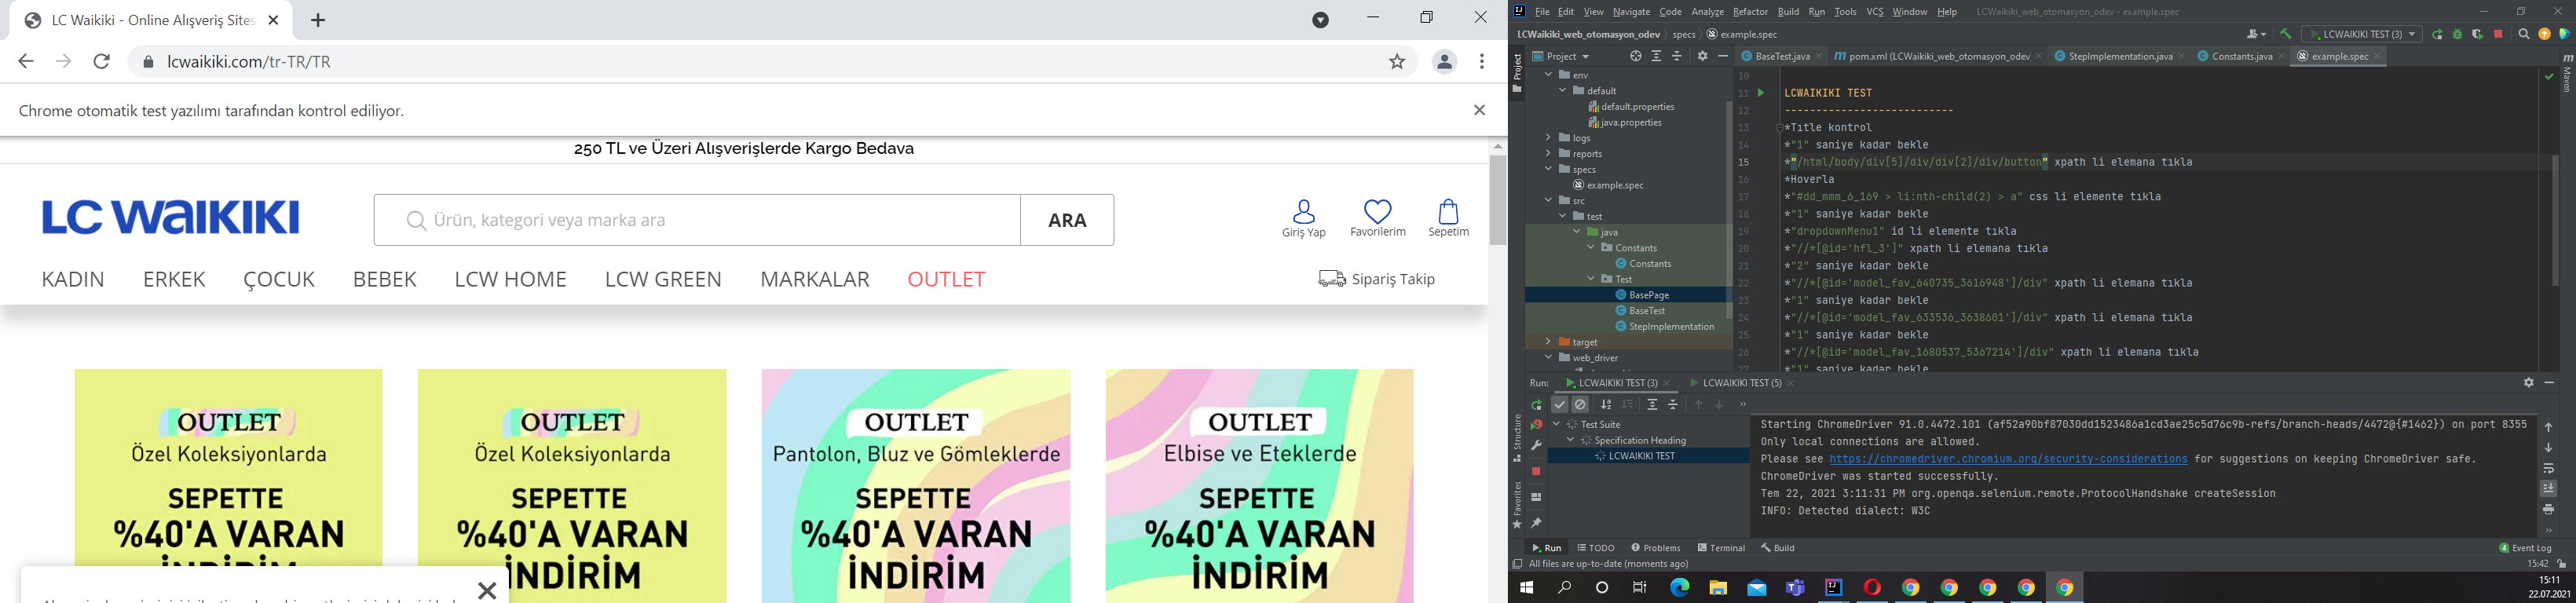 LC Waikiki - Online Alışveriş Sites
lcwaikiki.com/tr-TR/TR
Chrome otomatik test yazılımı tarafından kontrol ediliyor.
250 TL ve Üzeri Alışverişlerde Kargo Bedava
LC WAIKIKI
Ürün, kategori veya marka ara
ARA
Giriş Yap
Favorilerim
Sepetim
KADIN ERKEK ÇOCUK BEBEK LCW HOME LCW GREEN MARKALAR OUTLET
Sipariş Takip
OUTLET
Özel Koleksiyonlarda
SEPETTE
%40'A VARAN
İNDİRİM
OUTLET
Özel Koleksiyonlarda
SEPETTE
%40'A VARAN
İNDİRİM
OUTLET
Pantolon, Bluz ve Gömleklerde
SEPETTE
%40'A VARAN
İNDİRİM
OUTLET
Elbise ve Eteklerde
SEPETTE
%40'A VARAN
İNDİRİM
File Edit View Navigate Code Analyze Refactor Build Run Tools VCS Window Help LCWaikiki_web_otomasyon_odev - example.spec
LCWaikiki_web_otomasyon_odev specs example.spec
LCWAIKIKI TEST (3)
Project
BaseTest.java pom.xml (LCWaikiki_web_otomasyon_odev) StepImplementation.java Constants.java example.spec
Project
Maven
env
default
default.properties
java.properties
logs
reports
specs
example.spec
src
test
java
Constants
Constants
Test
BasePage
BaseTest
StepImplementation
target
web_driver
10
11 LCWAIKIKI TEST
12 ---------------------------
13 *Tıtle kontrol
14 *"1" saniye kadar bekle
15 *"/html/body/div[5]/div/div[2]/div/button" xpath li elemana tıkla
16 *Hoverla
17 *"#dd_mmm_6_169 > li:nth-child(2) > a" css li elemente tıkla
18 *"1" saniye kadar bekle
19 *"dropdownMenu1" id li elemente tıkla
20 *"//*[@id='hfl_3']" xpath li elemana tıkla
21 *"2" saniye kadar bekle
22 *"//*[@id='model_fav_640735_3616948']/div" xpath li elemana tıkla
23 *"1" saniye kadar bekle
24 *"//*[@id='model_fav_633536_3638601']/div" xpath li elemana tıkla
25 *"1" saniye kadar bekle
26 *"//*[@id='model_fav_1680537_5367214']/div" xpath li elemana tıkla
27 *"1" saniye kadar bekle
Run: LCWAIKIKI TEST (3) LCWAIKIKI TEST (5)
Test Suite
Specification Heading
LCWAIKIKI TEST
Structure
Favorites
Starting ChromeDriver 91.0.4472.101 (af52a90bf87030dd1523486a1cd3ae25c5d76c9b-refs/branch-heads/4472@{#1462}) on port 8355
Only local connections are allowed.
Please see https://chromedriver.chromium.org/security-considerations for suggestions on keeping ChromeDriver safe.
ChromeDriver was started successfully.
Tem 22, 2021 3:11:31 PM org.openqa.selenium.remote.ProtocolHandshake createSession
INFO: Detected dialect: W3C
Run TODO Problems Terminal Build
4 Event Log
All files are up-to-date (moments ago)
15:42
15:11
22.07.2021